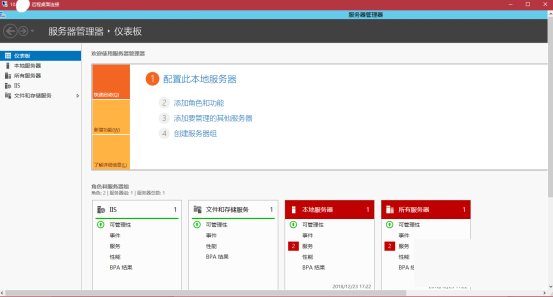 远程桌面连接
服务器管理器
服务器管理器 · 仪表板
仪表板
本地服务器
所有服务器
IIS
文件和存储服务
欢迎使用服务器管理器
快速启动(Q)
新增功能(W)
了解详细信息(L)
1 配置此本地服务器
2 添加角色和功能
3 添加要管理的其他服务器
4 创建服务器组
角色和服务器组
角色: 2 | 服务器组: 1 | 服务器总数: 1
IIS 1
可管理性
事件
服务
性能
BPA 结果
文件和存储服务 1
可管理性
事件
性能
BPA 结果
本地服务器 1
可管理性
事件
2 服务
性能
BPA 结果
2018/12/23 17:22
所有服务器 1
可管理性
事件
2 服务
性能
BPA 结果